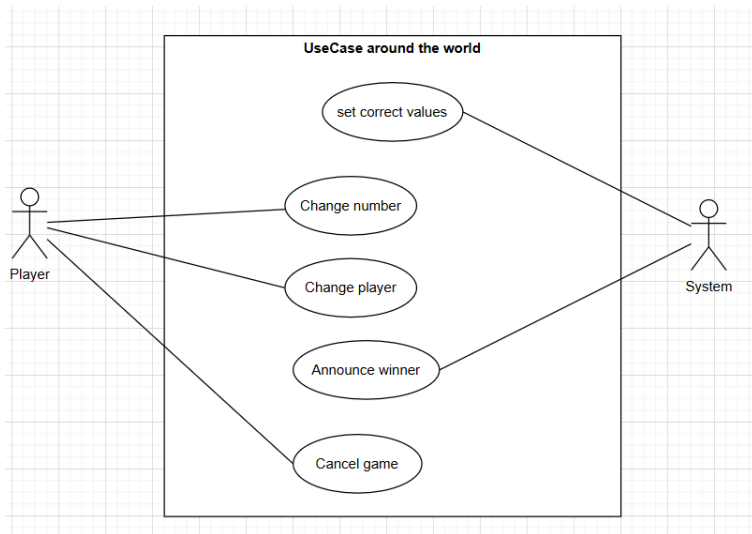 UseCase around the world
set correct values
Change number
Player
Change player
System
Announce winner
Cancel game